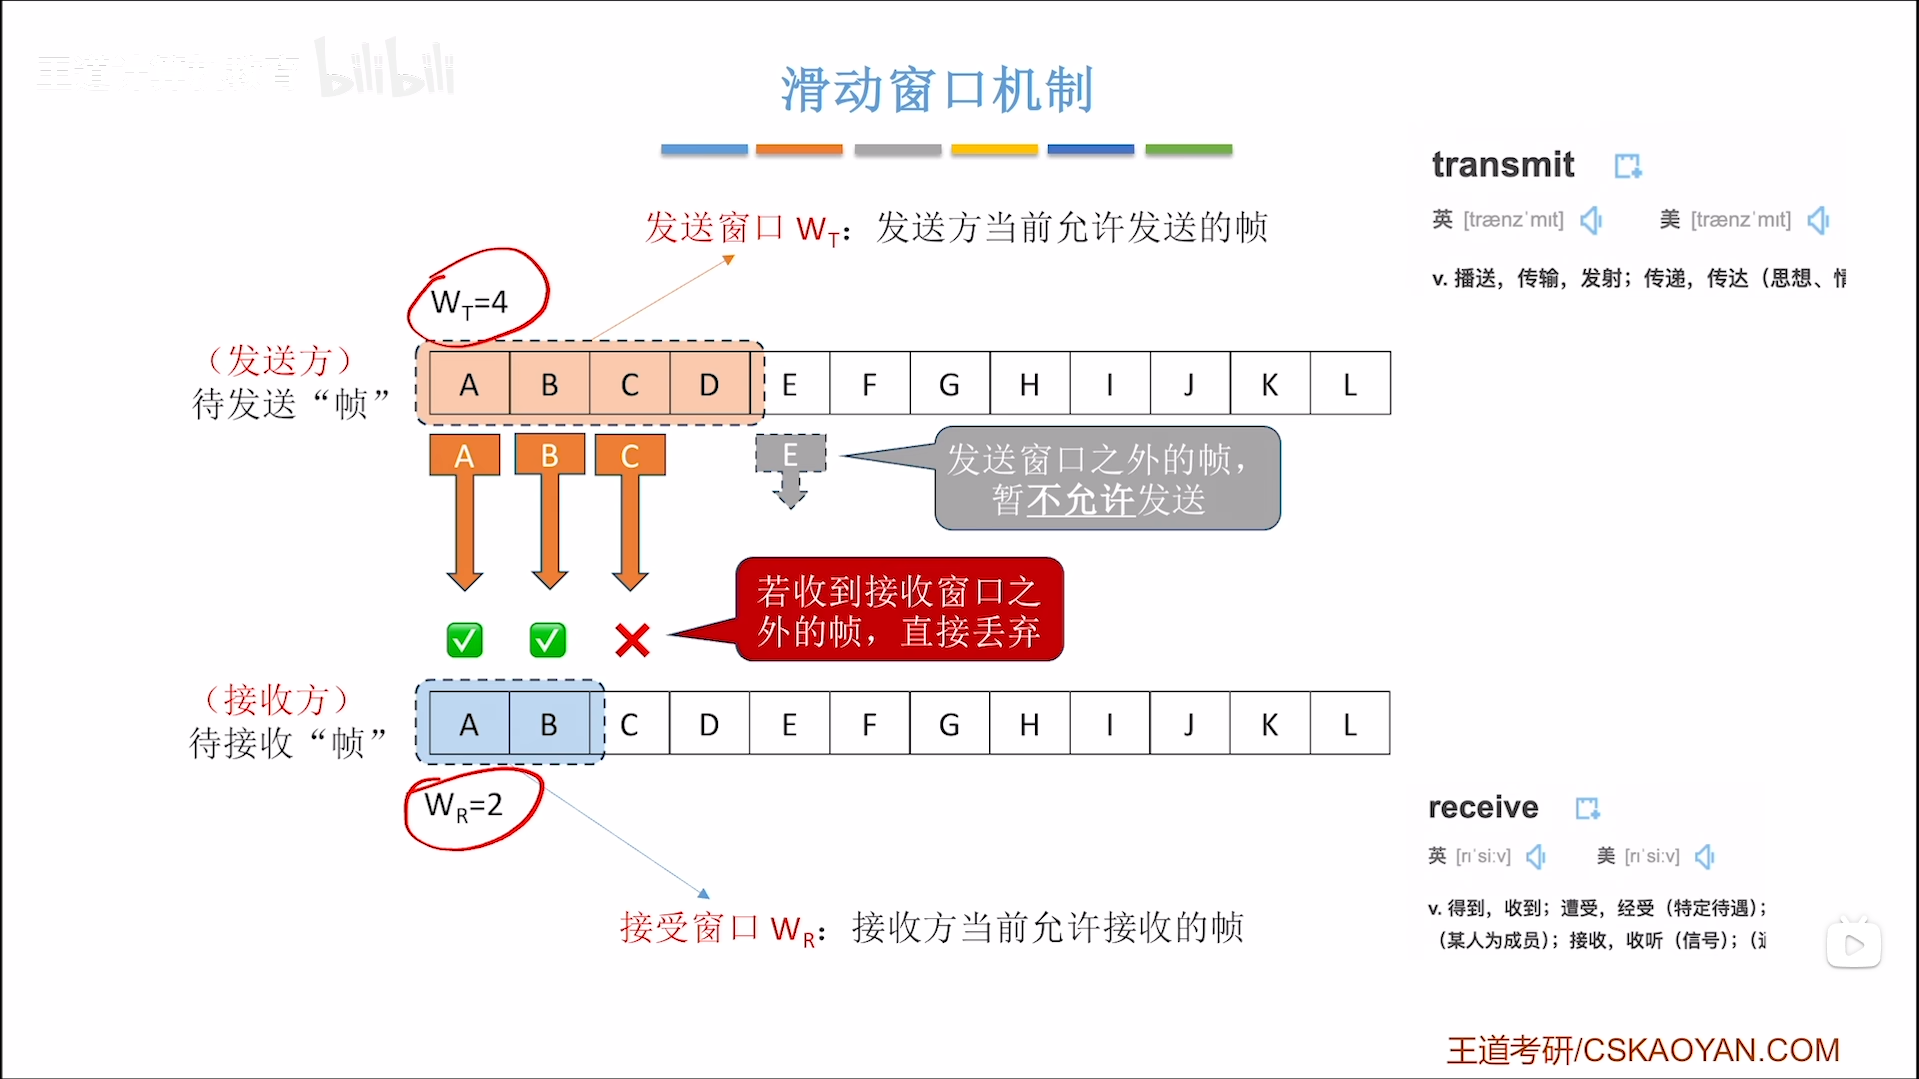 王道计算机教育 bilibili
滑动窗口机制
transmit
英 [trænzˈmɪt] 美 [trænzˈmɪt]
v. 播送，传输，发射；传递，传达（思想、情
发送窗口 WT：发送方当前允许发送的帧
WT=4
（发送方）
待发送“帧”
A B C D E F G H I J K L
A B C E
发送窗口之外的帧，
暂不允许发送
若收到接收窗口之
外的帧，直接丢弃
（接收方）
待接收“帧”
A B C D E F G H I J K L
WR=2
receive
英 [rɪˈsiːv] 美 [rɪˈsiːv]
v. 得到，收到；遭受，经受（特定待遇）；
（某人为成员）；接收，收听（信号）；（
接受窗口 WR：接收方当前允许接收的帧
王道考研/CSKAOYAN.COM